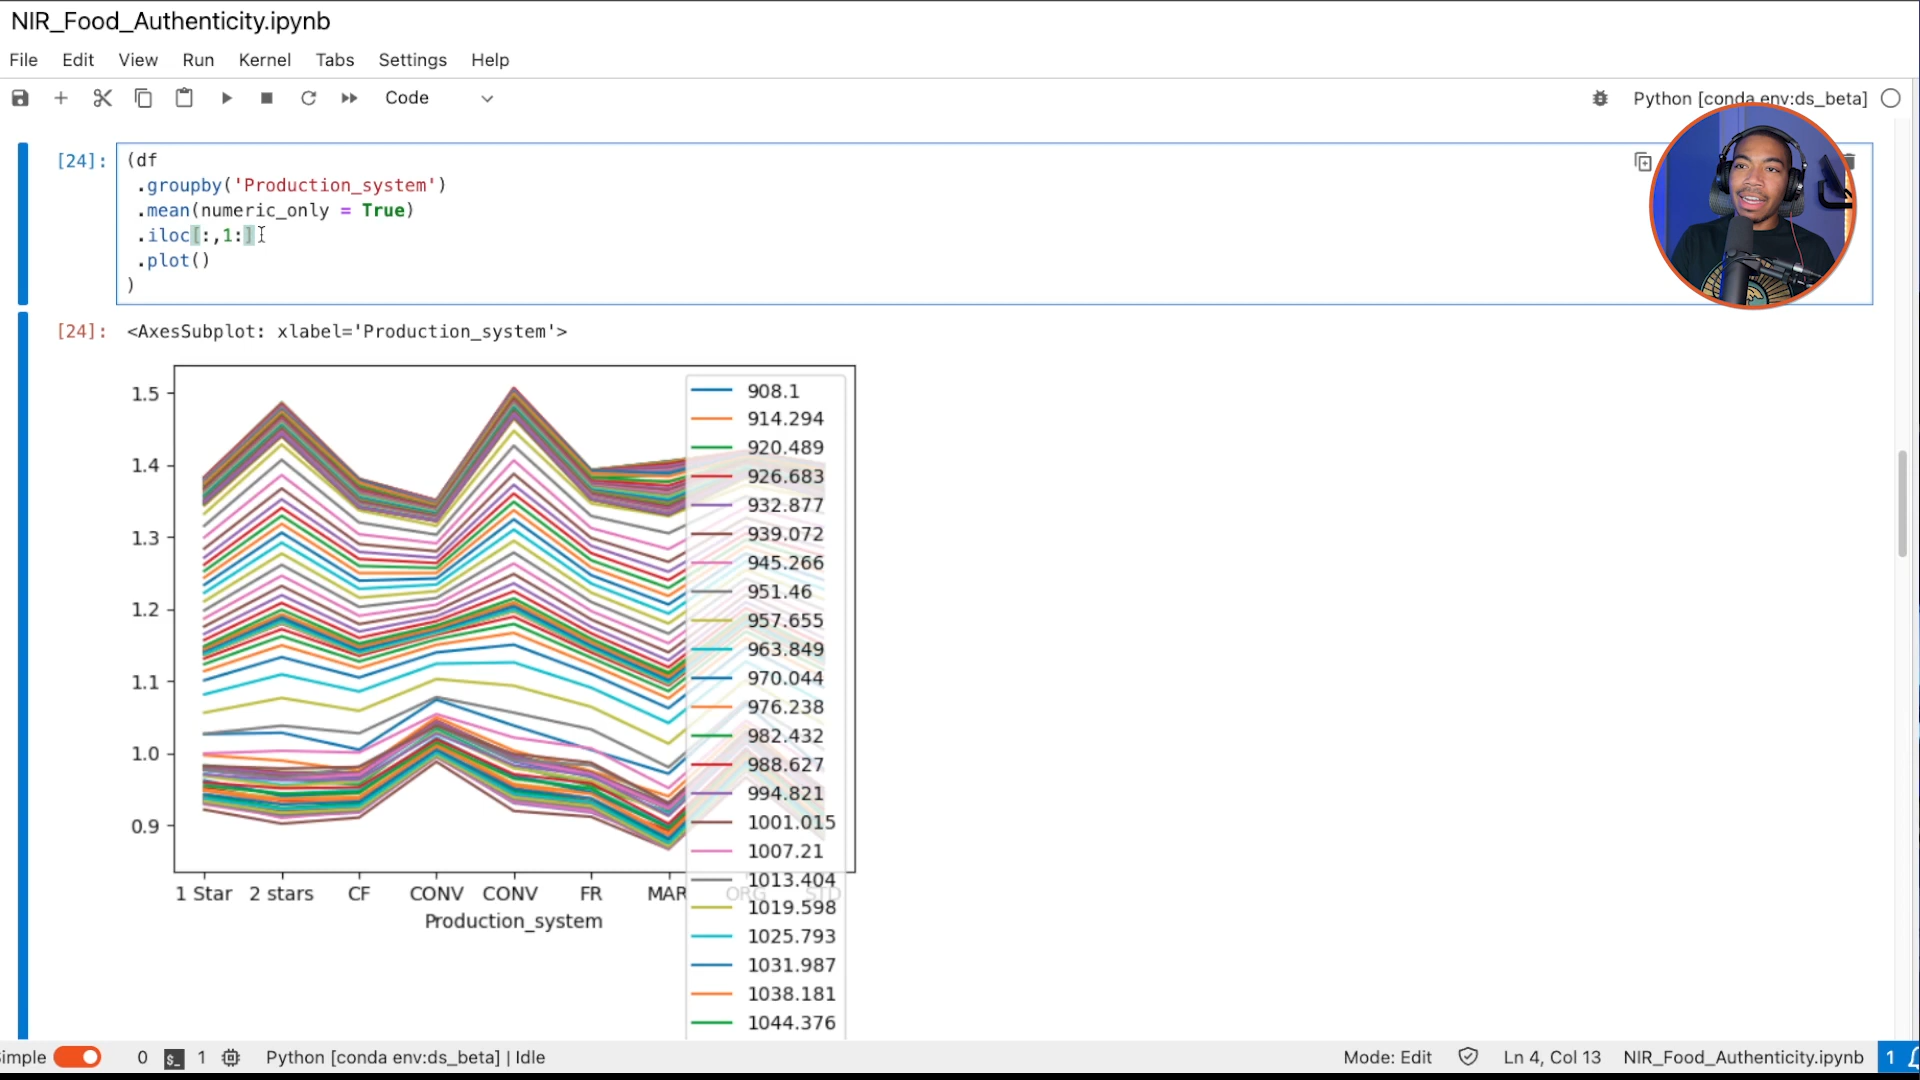 NIR_Food_Authenticity.ipynb
File Edit View Run Kernel Tabs Settings Help
Code
Python [conda env:ds_beta]
[24]:
(df
.groupby('Production_system')
.mean(numeric_only = True)
.iloc[:,1:]
.plot()
)
[24]:
<AxesSubplot: xlabel='Production_system'>
1.5
1.4
1.3
1.2
1.1
1.0
0.9
908.1
914.294
920.489
926.683
932.877
939.072
945.266
951.46
957.655
963.849
970.044
976.238
982.432
988.627
994.821
1001.015
1007.21
1013.404
1019.598
1025.793
1031.987
1038.181
1044.376
1 Star 2 stars CF CONV CONV FR MAR ORG STD
Production_system
imple 0 1 Python [conda env:ds_beta] | Idle Mode: Edit Ln 4, Col 13 NIR_Food_Authenticity.ipynb 1